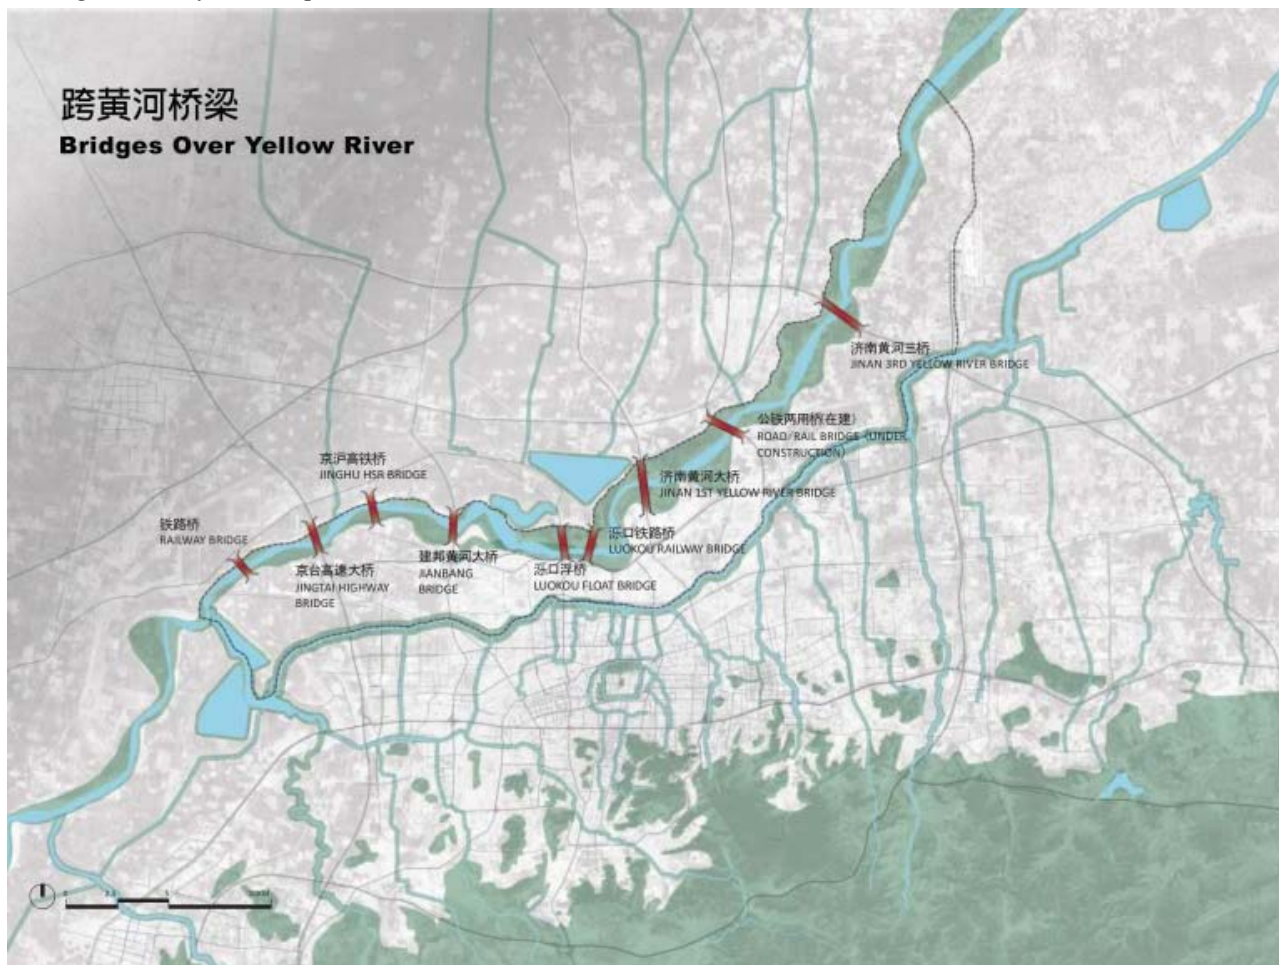 跨黄河桥梁
Bridges Over Yellow River
济南黄河三桥
JINAN 3RD YELLOW RIVER BRIDGE
公铁两用桥(在建)
ROAD/RAIL BRIDGE (UNDER
CONSTRUCTION)
京沪高铁桥
JINGHU HSR BRIDGE
济南黄河大桥
JINAN 1ST YELLOW RIVER BRIDGE
铁路桥
RAILWAY BRIDGE
泺口铁路桥
LUOKOU RAILWAY BRIDGE
建邦黄河大桥
JIANBANG
BRIDGE
京台高速大桥
JINGTAI HIGHWAY
BRIDGE
泺口浮桥
LUOKOU FLOAT BRIDGE
0
5